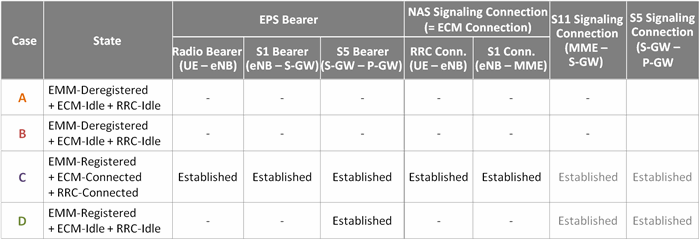 Case
State
EPS Bearer
NAS Signaling Connection
(= ECM Connection)
S11 Signaling
Connection
(MME –
S-GW)
S5 Signaling
Connection
(S-GW –
P-GW
Radio Bearer
(UE – eNB)
S1 Bearer
(eNB – S-GW)
S5 Bearer
(S-GW – P-GW)
RRC Conn.
(UE – eNB)
S1 Conn.
(eNB – MME)
A
EMM-Deregistered
+ ECM-Idle + RRC-Idle
- - - - - -
B
EMM-Deregistered
+ ECM-Idle + RRC-Idle
- - - - - - -
C
EMM-Registered
+ ECM-Connected
+ RRC-Connected
Established Established Established Established Established Established Established
D
EMM-Registered
+ ECM-Idle + RRC-Idle
- - Established - - Established Established